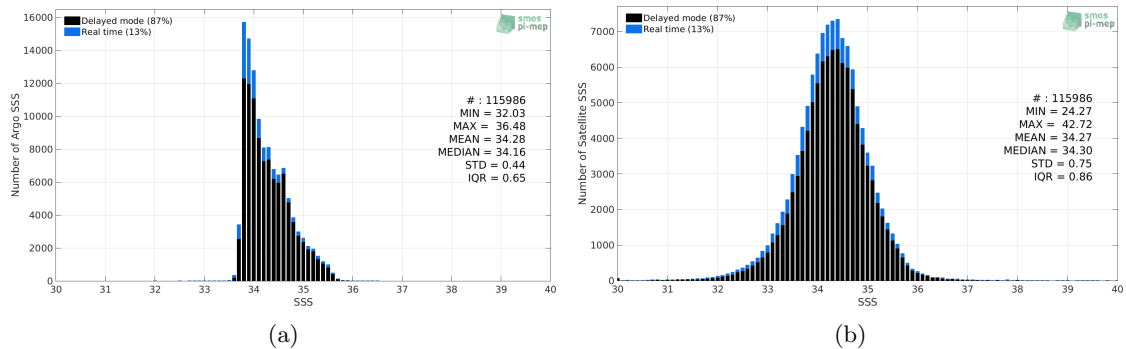 Delayed mode (87%)
Real time (13%)
smos
pi-mep
# : 115986
MIN = 32.03
MAX = 36.48
MEAN = 34.28
MEDIAN = 34.16
STD = 0.44
IQR = 0.65
Number of Argo SSS
16000
14000
12000
10000
8000
6000
4000
2000
0
30 31 32 33 34 35 36 37 38 39 40
SSS
(a)
Delayed mode (87%)
Real time (13%)
smos
pi-mep
# : 115986
MIN = 24.27
MAX = 42.72
MEAN = 34.27
MEDIAN = 34.30
STD = 0.75
IQR = 0.86
Number of Satellite SSS
7000
6000
5000
4000
3000
2000
1000
0
30 31 32 33 34 35 36 37 38 39 40
SSS
(b)